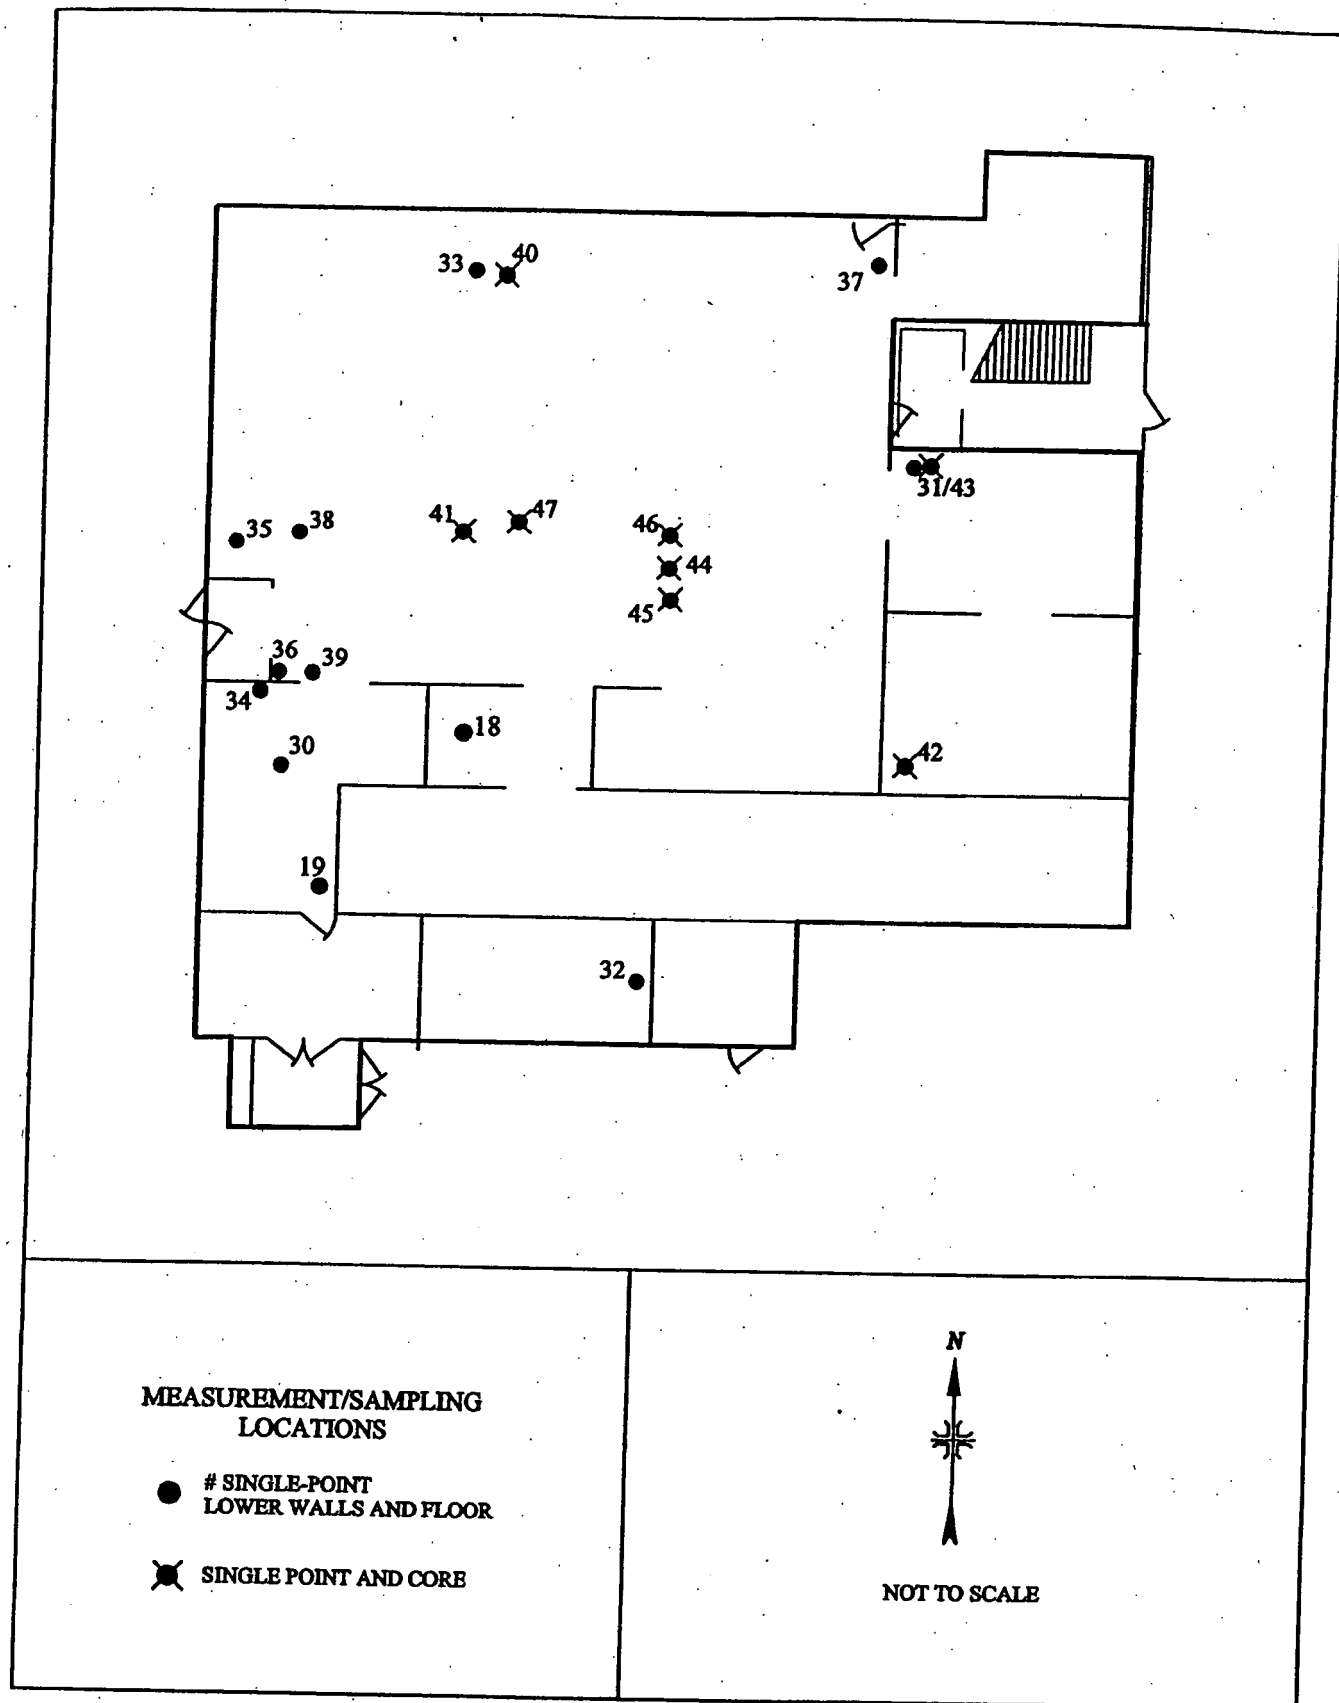 33
40
37
31/43
35
38
41
47
46
44
45
36
39
34
18
30
42
19
32
MEASUREMENT/SAMPLING
LOCATIONS
# SINGLE-POINT
LOWER WALLS AND FLOOR
SINGLE POINT AND CORE
N
NOT TO SCALE